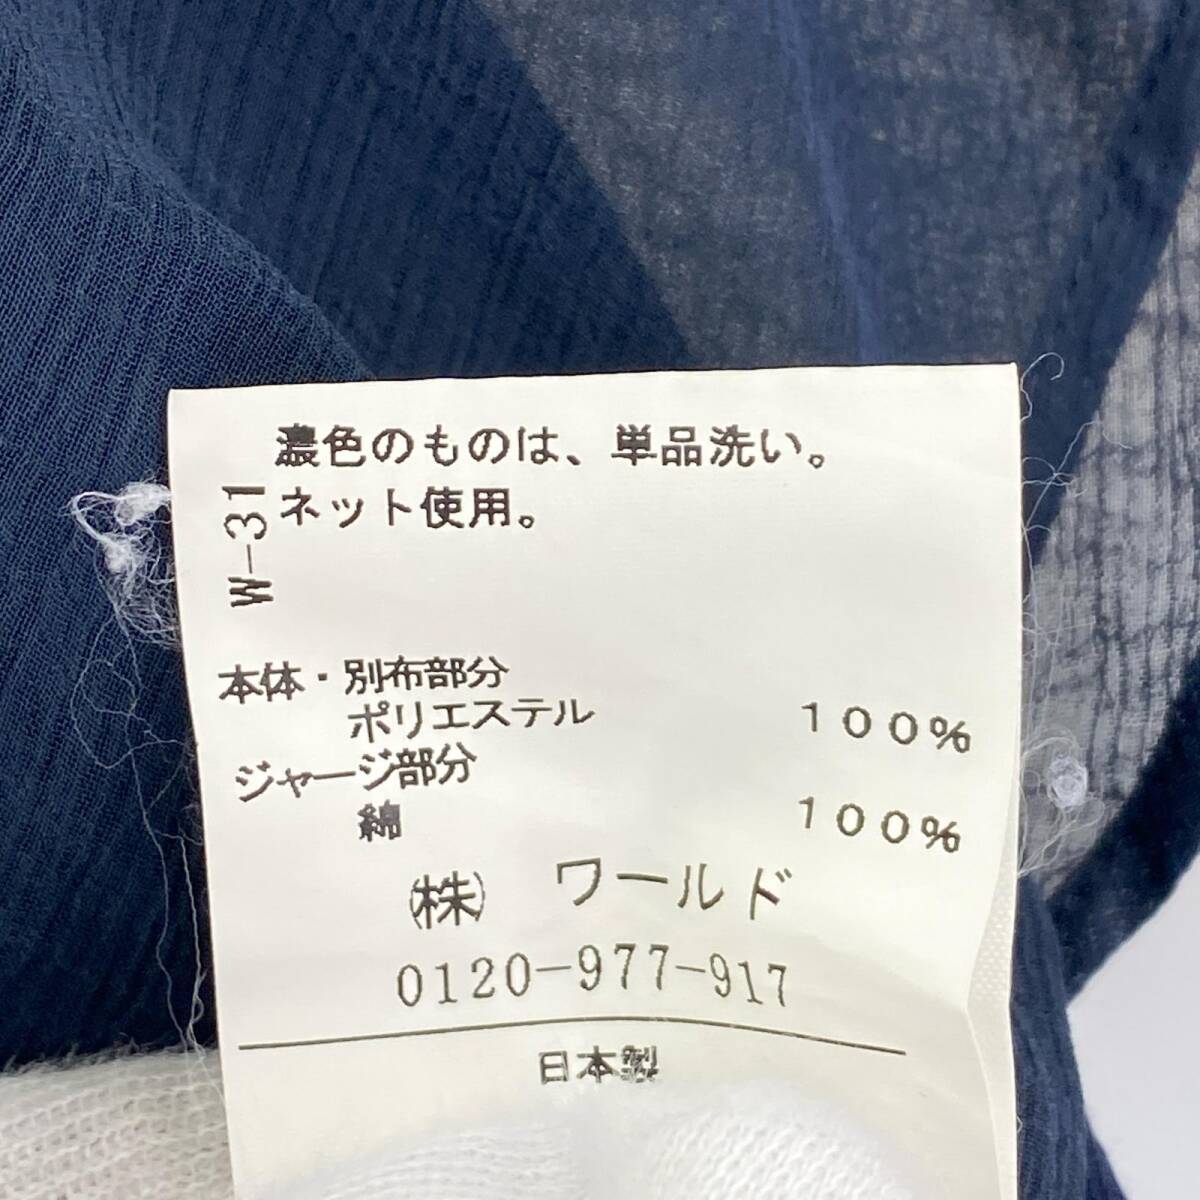 濃色のものは、単品洗い。
ネット使用。
W-31
本体・別布部分
ポリエステル 100%
ジャージ部分
綿 100%
㈱ ワールド
0120-977-917
日本製